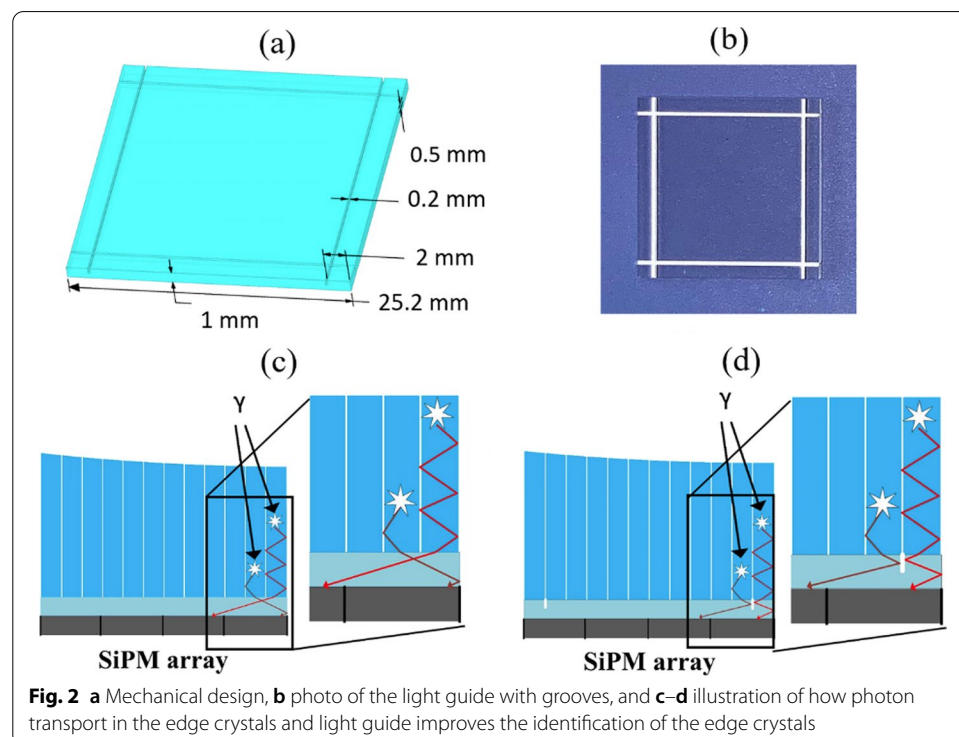 (a)
(b)
0.5 mm
0.2 mm
2 mm
25.2 mm
1 mm
(c)
(d)
γ
γ
SiPM array
SiPM array
Fig. 2 a Mechanical design, b photo of the light guide with grooves, and c–d illustration of how photon
transport in the edge crystals and light guide improves the identification of the edge crystals